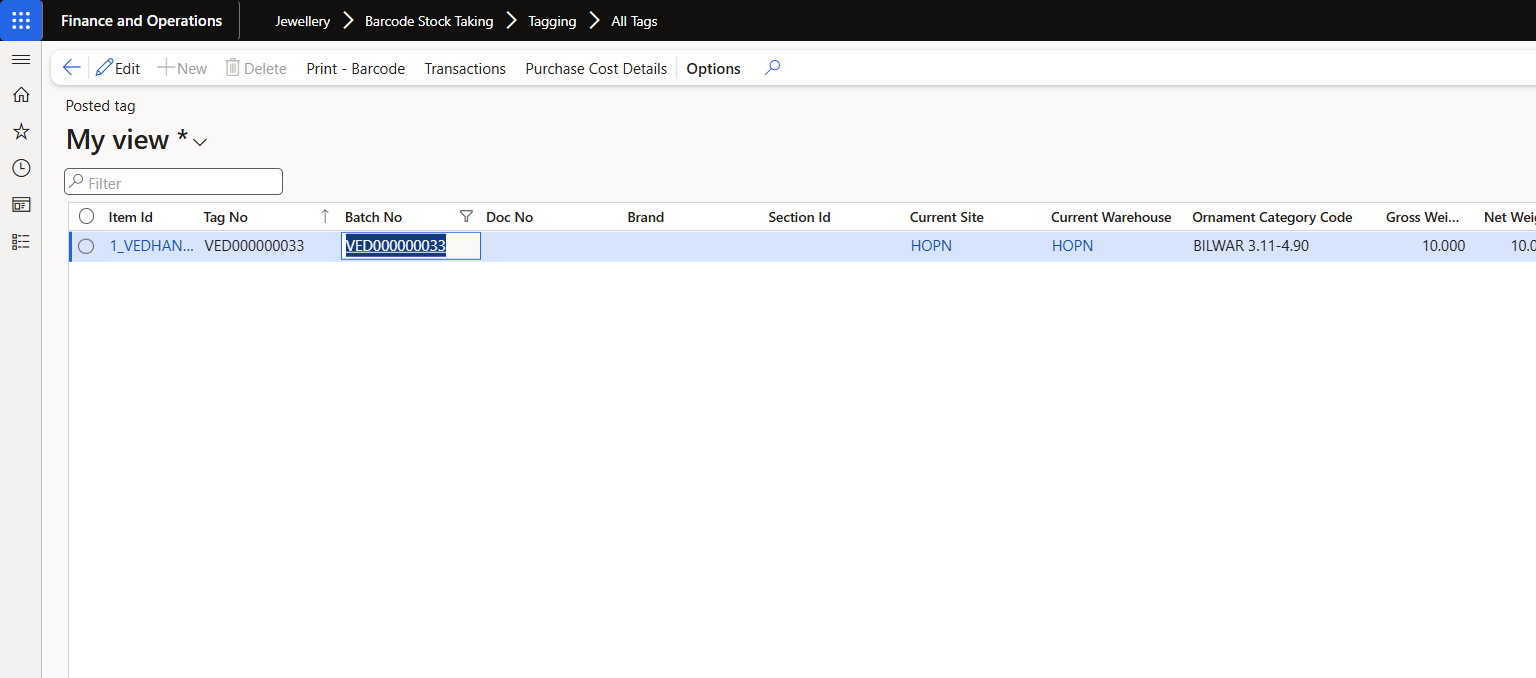 Finance and Operations Jewellery Barcode Stock Taking Tagging All Tags
Edit New Delete Print - Barcode Transactions Purchase Cost Details Options
Posted tag
My view *
Filter
Item Id Tag No Batch No Doc No Brand Section Id Current Site Current Warehouse Ornament Category Code Gross Wei... Net Weig
1_VEDHAN... VED000000033 VED000000033 HOPN HOPN BILWAR 3.11-4.90 10.000 10.0